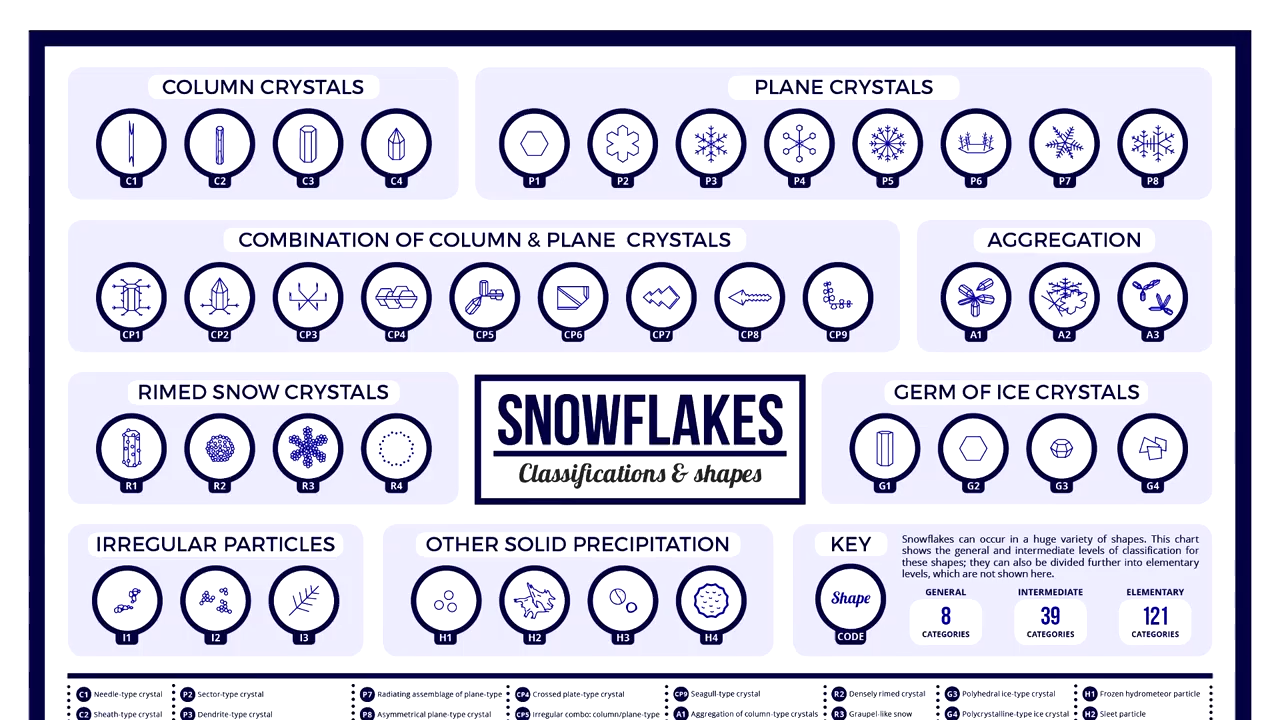 COLUMN CRYSTALS
C1 C2 C3 C4
PLANE CRYSTALS
P1 P2 P3 P4 P5 P6 P7 P8
COMBINATION OF COLUMN & PLANE CRYSTALS
CP1 CP2 CP3 CP4 CP5 CP6 CP7 CP8 CP9
AGGREGATION
A1 A2 A3
RIMED SNOW CRYSTALS
R1 R2 R3 R4
SNOWFLAKES
Classifications & shapes
GERM OF ICE CRYSTALS
G1 G2 G3 G4
IRREGULAR PARTICLES
I1 I2 I3
OTHER SOLID PRECIPITATION
H1 H2 H3 H4
KEY
Shape
CODE
Snowflakes can occur in a huge variety of shapes. This chart
shows the general and intermediate levels of classification for
these shapes; they can also be divided further into elementary
levels, which are not shown here.
GENERAL
8
CATEGORIES
INTERMEDIATE
39
CATEGORIES
ELEMENTARY
121
CATEGORIES
C1 Needle-type crystal
C2 Sheath-type crystal
P2 Sector-type crystal
P3 Dendrite-type crystal
P7 Radiating assemblage of plane-type
P8 Asymmetrical plane-type crystal
CP4 Crossed plate-type crystal
CP5 Irregular combo: column/plane-type
CP9 Seagull-type crystal
A1 Aggregation of column-type crystals
R2 Densely rimed crystal
R3 Graupel-like snow
G3 Polyhedral ice-type crystal
G4 Polycrystalline-type ice crystal
H1 Frozen hydrometeor particle
H2 Sleet particle